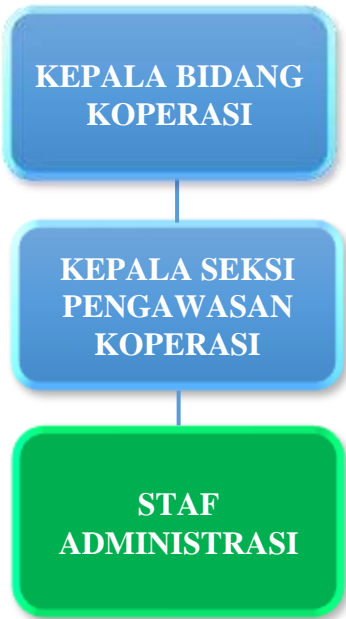 KEPALA BIDANG
KOPERASI
KEPALA SEKSI
PENGAWASAN
KOPERASI
STAF
ADMINISTRASI